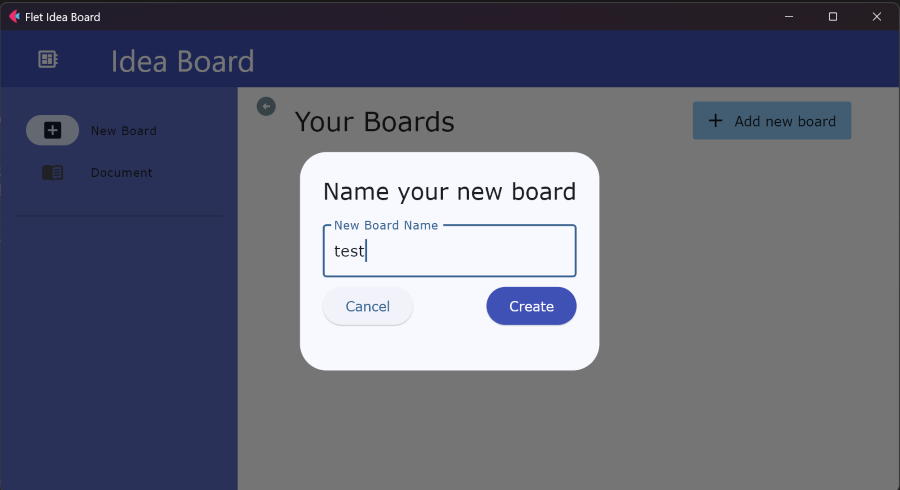 Flet Idea Board
Idea Board
New Board
Document
Your Boards
Add new board
Name your new board
New Board Name
test
Cancel
Create